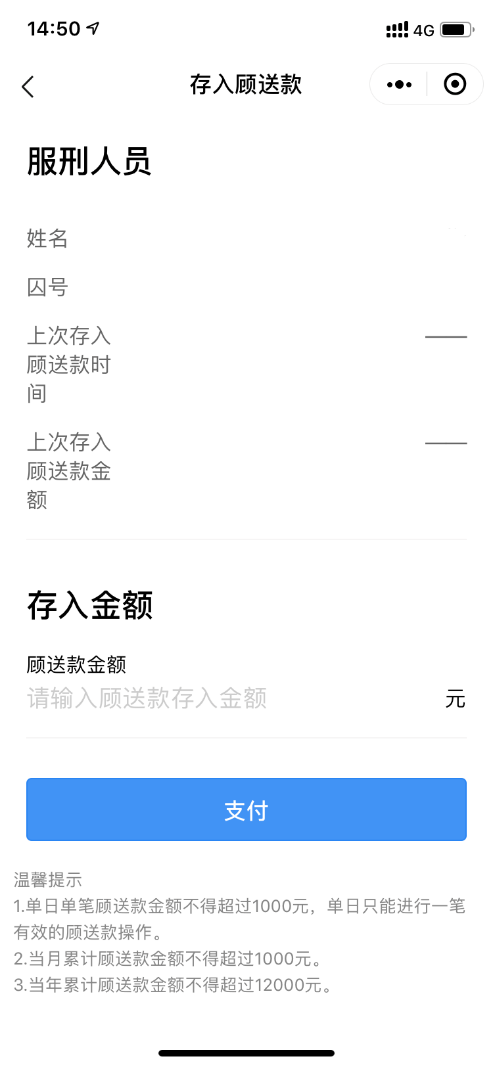 14:50
4G
存入顾送款
服刑人员
姓名
囚号
上次存入
顾送款时
间
——
上次存入
顾送款金
额
——
存入金额
顾送款金额
请输入顾送款存入金额
元
支付
温馨提示
1.单日单笔顾送款金额不得超过1000元，单日只能进行一笔
有效的顾送款操作。
2.当月累计顾送款金额不得超过1000元。
3.当年累计顾送款金额不得超过12000元。